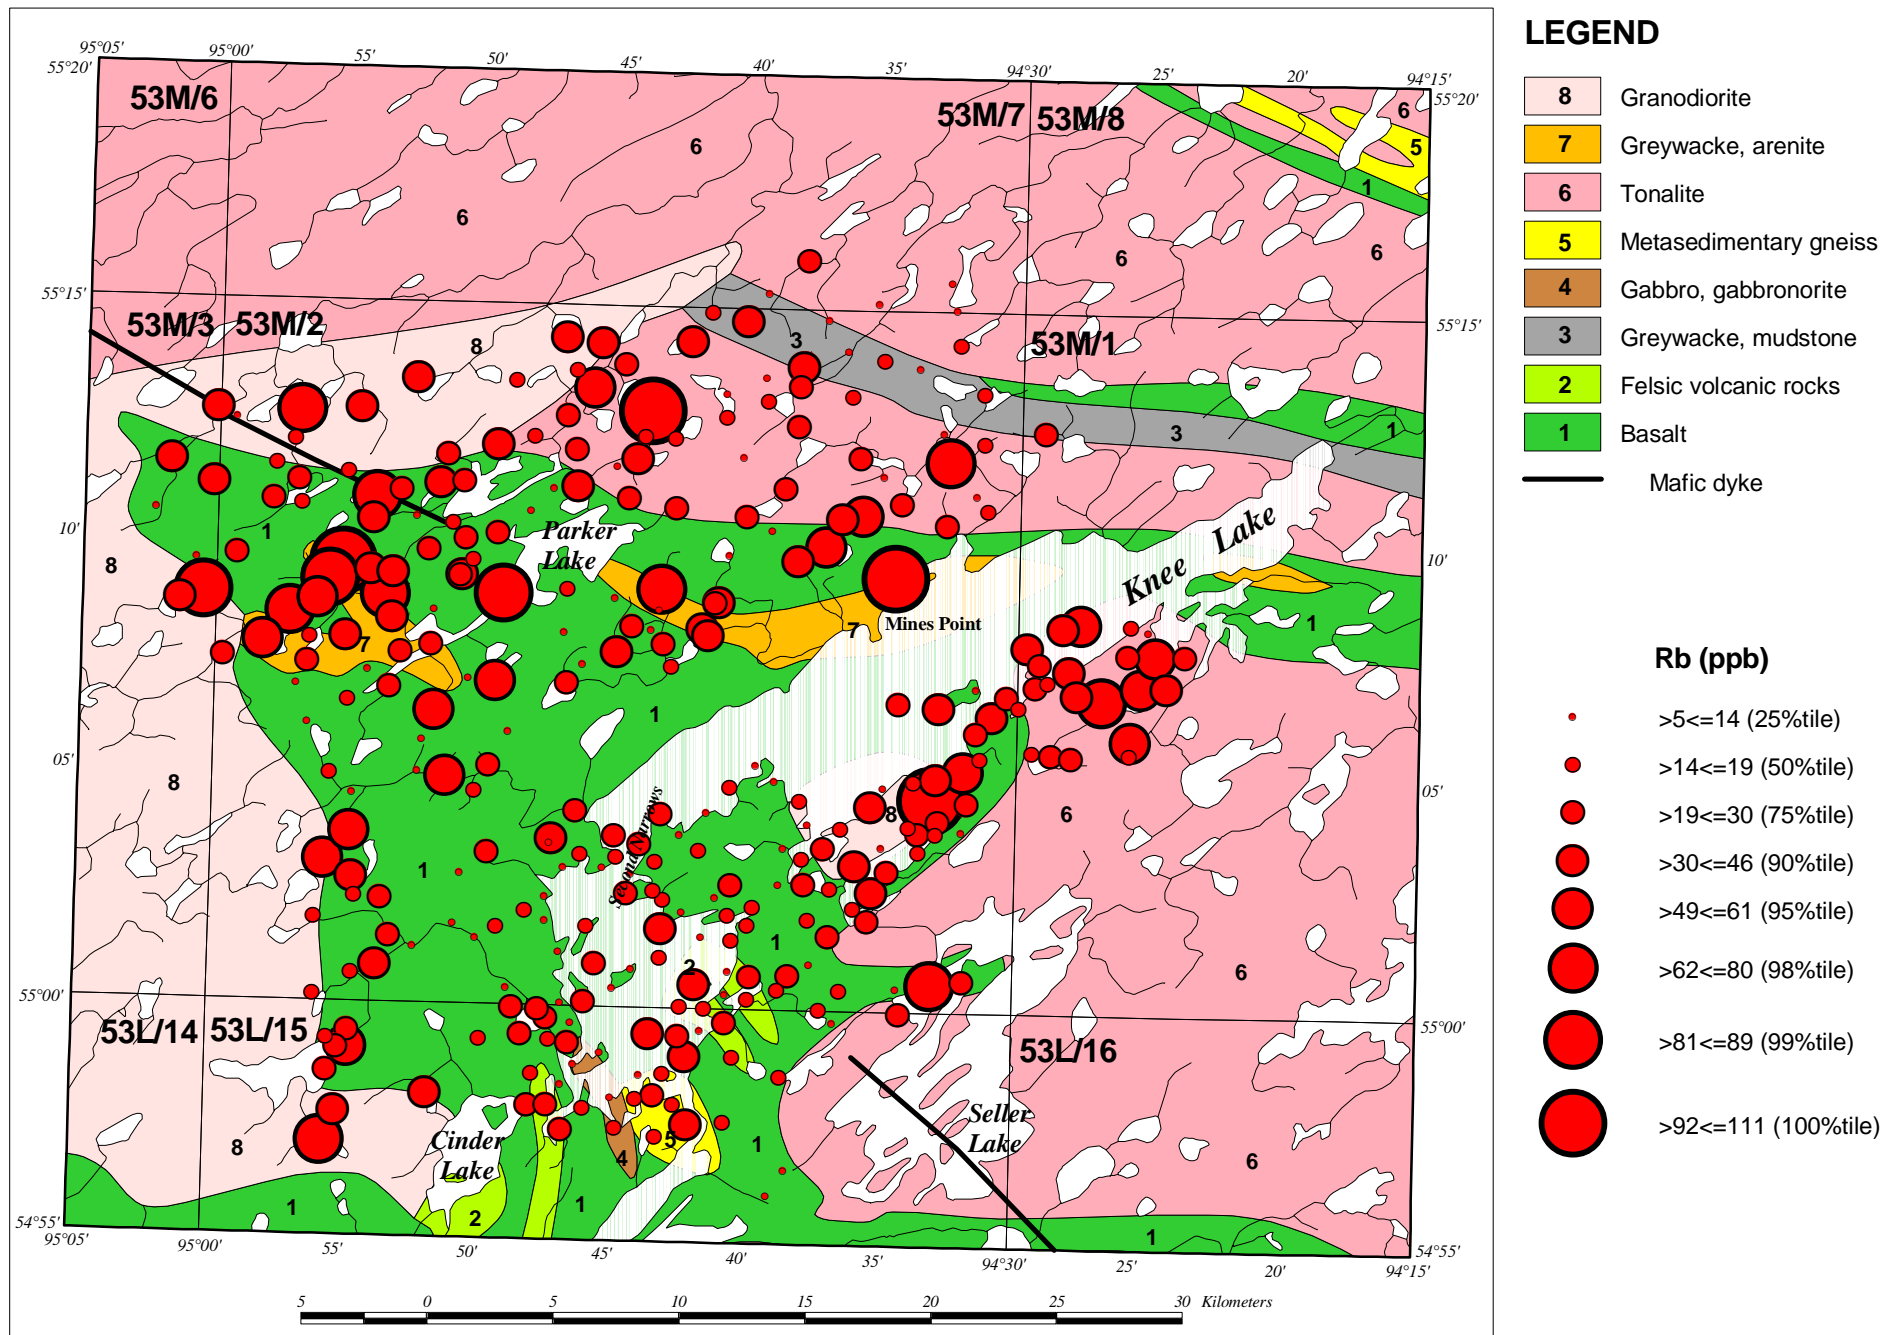 LEGEND
8 Granodiorite
7 Greywacke, arenite
6 Tonalite
5 Metasedimentary gneiss
4 Gabbro, gabbronorite
3 Greywacke, mudstone
2 Felsic volcanic rocks
1 Basalt
Mafic dyke
Rb (ppb)
>5<=14 (25%tile)
>14<=19 (50%tile)
>19<=30 (75%tile)
>30<=46 (90%tile)
>49<=61 (95%tile)
>62<=80 (98%tile)
>81<=89 (99%tile)
>92<=111 (100%tile)
95°05' 95°00' 55' 50' 45' 40' 35' 94°30' 25' 20' 94°15'
55°20' 55°20'
53M/6 53M/7 53M/8
6 6
6 5
1
6
6 6
55°15' 55°15'
53M/3 53M/2 53M/1
8 3
3 1
10' 10'
1
Parker
Lake
Knee Lake
8
7 7 1
Mines Point
1
05' 05'
8 8 6
Second Narrows
1
1
2 6
55°00' 55°00'
53L/14 53L/15 53L/16
Seller
Lake
Cinder
Lake
8 5 1
4 6
1 2 1 1
54°55' 54°55'
95°05' 95°00' 55' 50' 45' 40' 35' 94°30' 25' 20' 94°15'
5 0 5 10 15 20 25 30 Kilometers